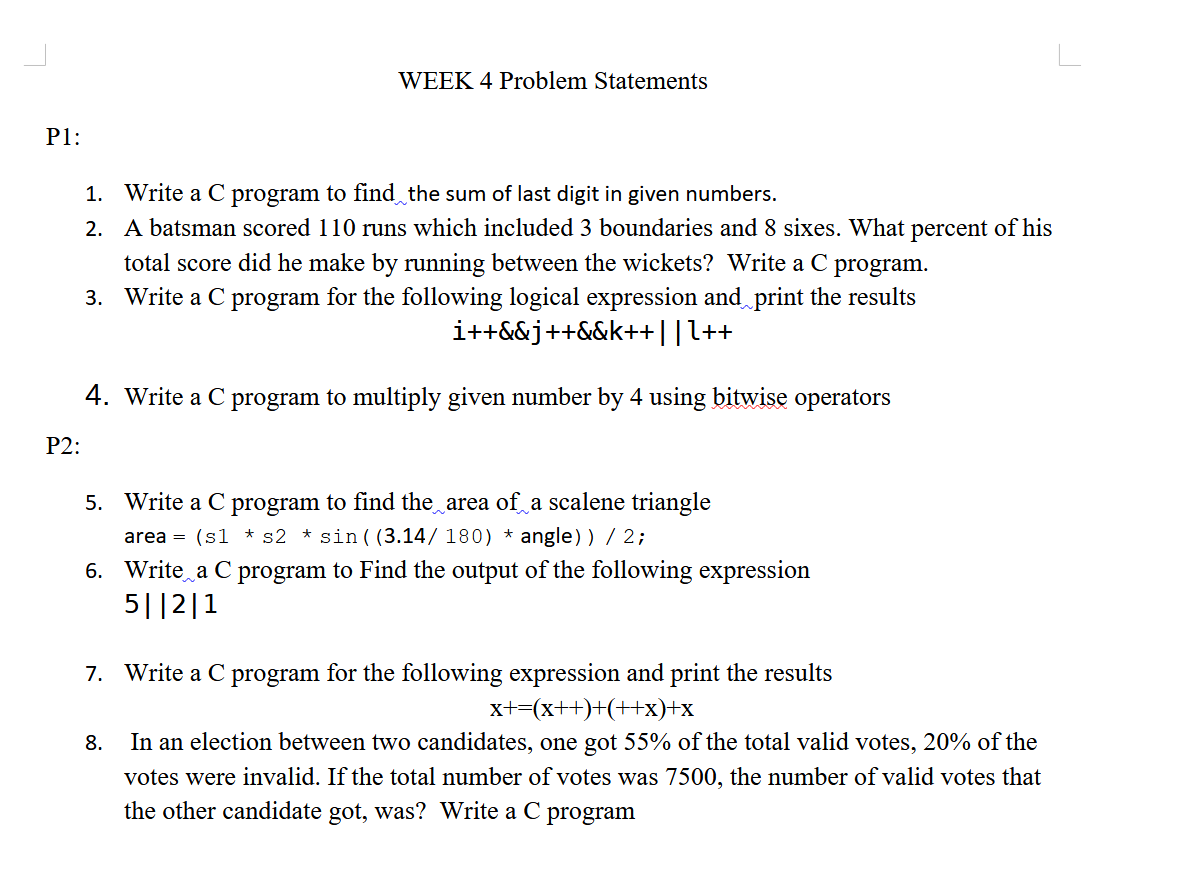 WEEK 4 Problem Statements
P1:
1. Write a C program to find the sum of last digit in given numbers.
2. A batsman scored 110 runs which included 3 boundaries and 8 sixes. What percent of his
total score did he make by running between the wickets? Write a C program.
3. Write a C program for the following logical expression and print the results
i++&&j++&&k++||l++
4. Write a C program to multiply given number by 4 using bitwise operators
P2:
5. Write a C program to find the area of a scalene triangle
area = (s1 * s2 * sin((3.14/ 180) * angle)) / 2;
6. Write a C program to Find the output of the following expression
5||2|1
7. Write a C program for the following expression and print the results
x+=(x++)+(++x)+x
8. In an election between two candidates, one got 55% of the total valid votes, 20% of the
votes were invalid. If the total number of votes was 7500, the number of valid votes that
the other candidate got, was? Write a C program